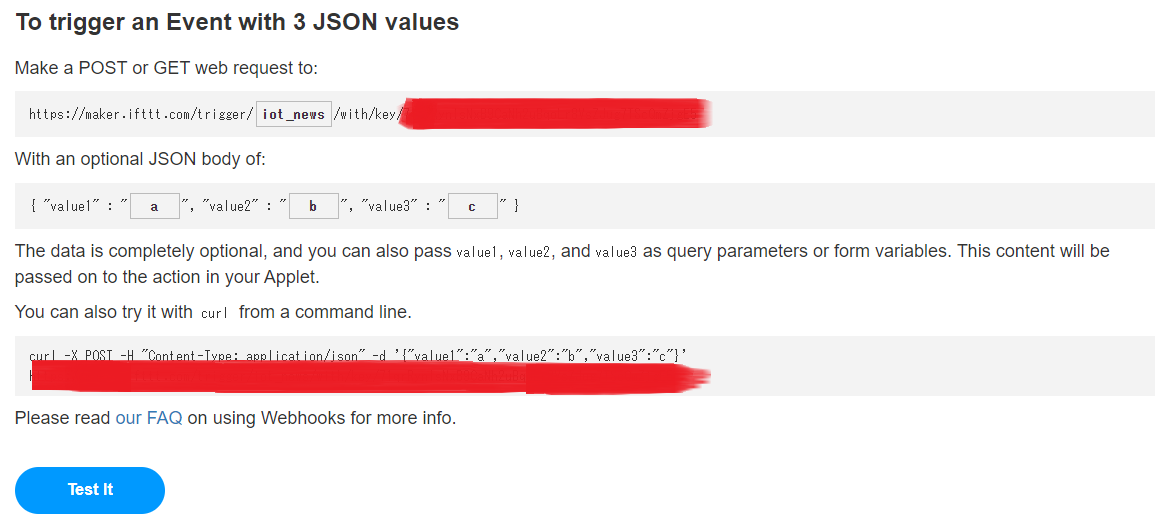 To trigger an Event with 3 JSON values
Make a POST or GET web request to:
https://maker.ifttt.com/trigger/ iot_news /with/key/
With an optional JSON body of:
{ "value1" : " a ", "value2" : " b ", "value3" : " c " }
The data is completely optional, and you can also pass value1, value2, and value3 as query parameters or form variables. This content will be
passed on to the action in your Applet.
You can also try it with curl from a command line.
curl -X POST -H "Content-Type: application/json" -d '{"value1":"a","value2":"b","value3":"c"}'
Please read our FAQ on using Webhooks for more info.
Test It